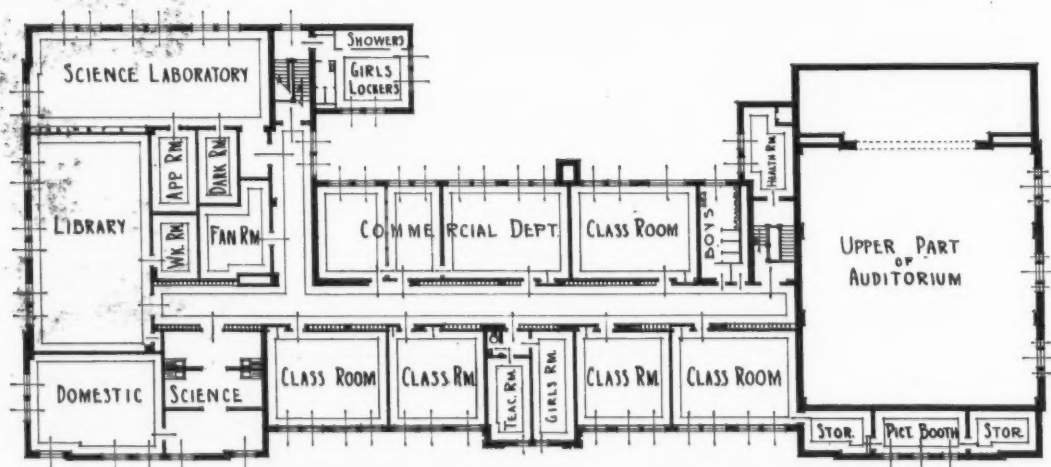 SHOWERS
GIRLS
LOCKERS
SCIENCE LABORATORY
APP. RM.
DARK RM.
HEALTH RM.
LIBRARY
WK. RM.
FAN RM.
COMMERCIAL DEPT.
CLASS ROOM
BOYS
UPPER PART
OF
AUDITORIUM
DOMESTIC SCIENCE
CLASS ROOM
CLASS RM.
TEAC. RM.
GIRLS RM.
CLASS RM.
CLASS ROOM
STOR.
PICT. BOOTH
STOR.